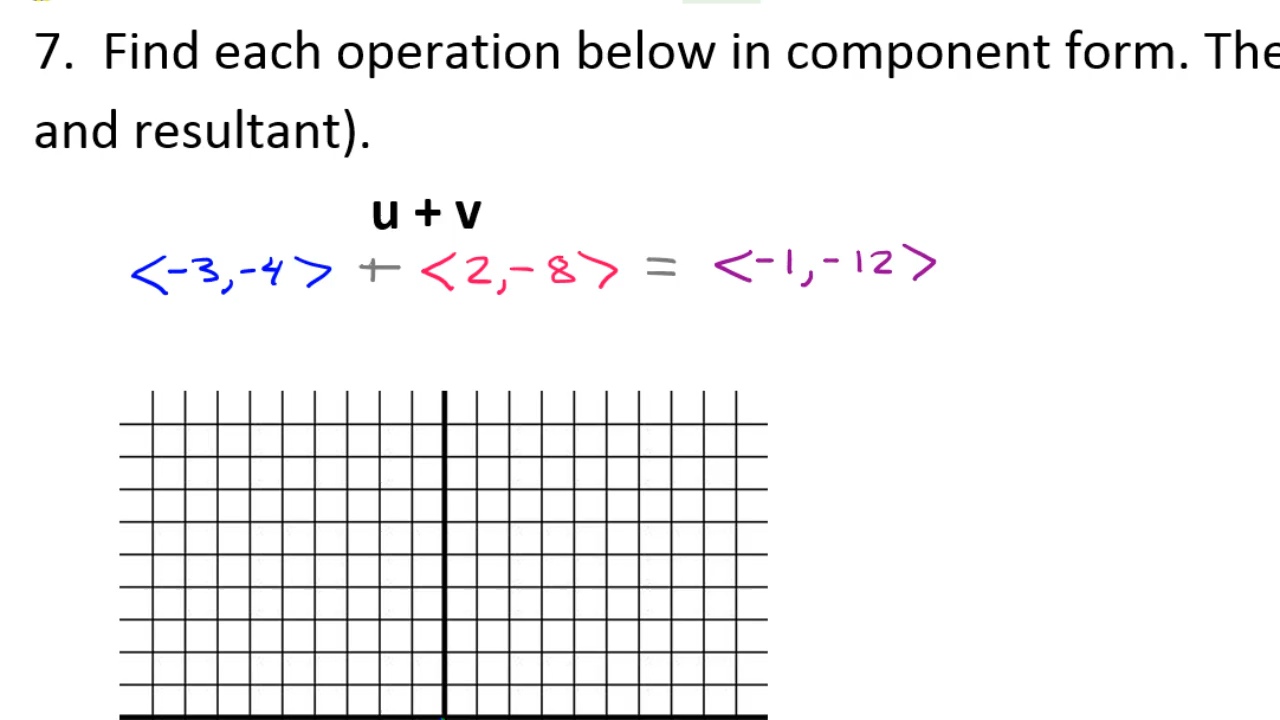 7. Find each operation below in component form. The
and resultant).
u + v
<-3,-4> + <2,-8> = <-1,-12>